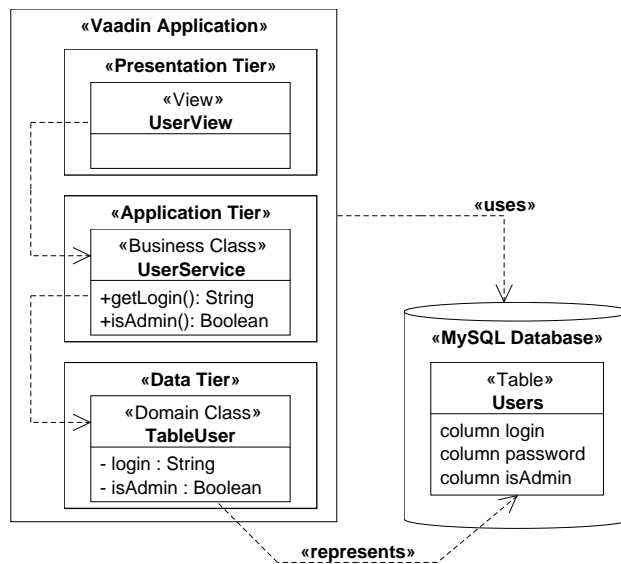 «Vaadin Application»
«Presentation Tier»
«View»
UserView
«Application Tier»
«Business Class»
UserService
+getLogin(): String
+isAdmin(): Boolean
«Data Tier»
«Domain Class»
TableUser
- login : String
- isAdmin : Boolean
«uses»
«MySQL Database»
«Table»
Users
column login
column password
column isAdmin
«represents»